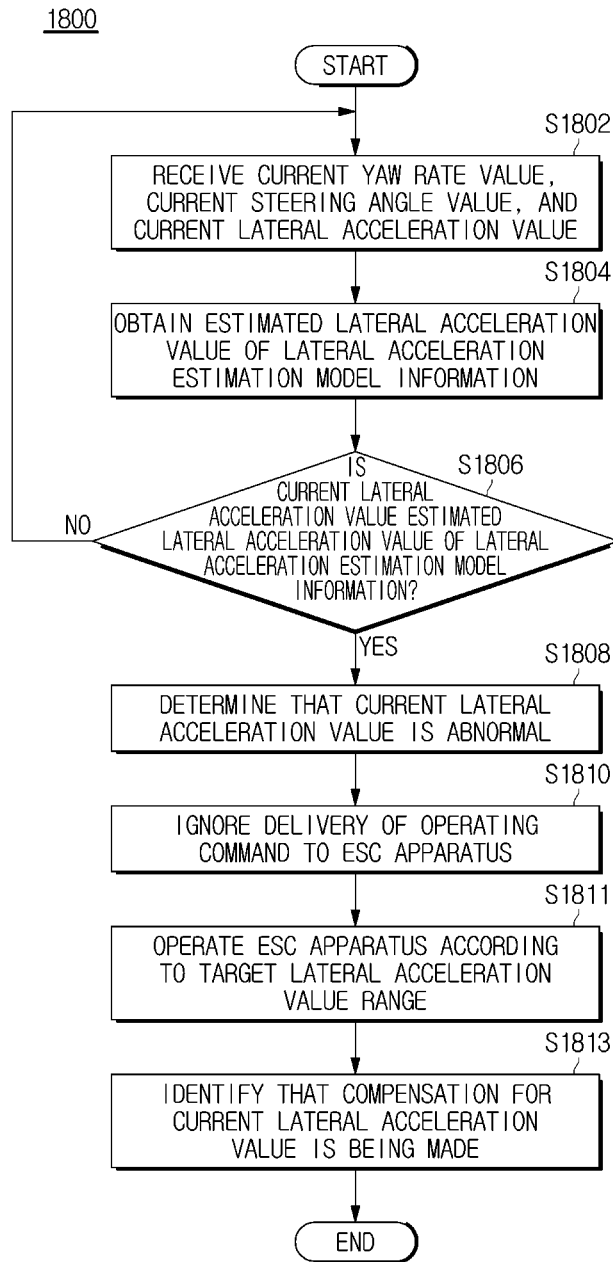 1800
START
S1802
RECEIVE CURRENT YAW RATE VALUE,
CURRENT STEERING ANGLE VALUE, AND
CURRENT LATERAL ACCELERATION VALUE
S1804
OBTAIN ESTIMATED LATERAL ACCELERATION
VALUE OF LATERAL ACCELERATION
ESTIMATION MODEL INFORMATION
S1806
IS
CURRENT LATERAL
ACCELERATION VALUE ESTIMATED
LATERAL ACCELERATION VALUE OF LATERAL
ACCELERATION ESTIMATION MODEL
INFORMATION?
NO
YES
S1808
DETERMINE THAT CURRENT LATERAL
ACCELERATION VALUE IS ABNORMAL
S1810
IGNORE DELIVERY OF OPERATING
COMMAND TO ESC APPARATUS
S1811
OPERATE ESC APPARATUS ACCORDING
TO TARGET LATERAL ACCELERATION
VALUE RANGE
S1813
IDENTIFY THAT COMPENSATION FOR
CURRENT LATERAL ACCELERATION
VALUE IS BEING MADE
END